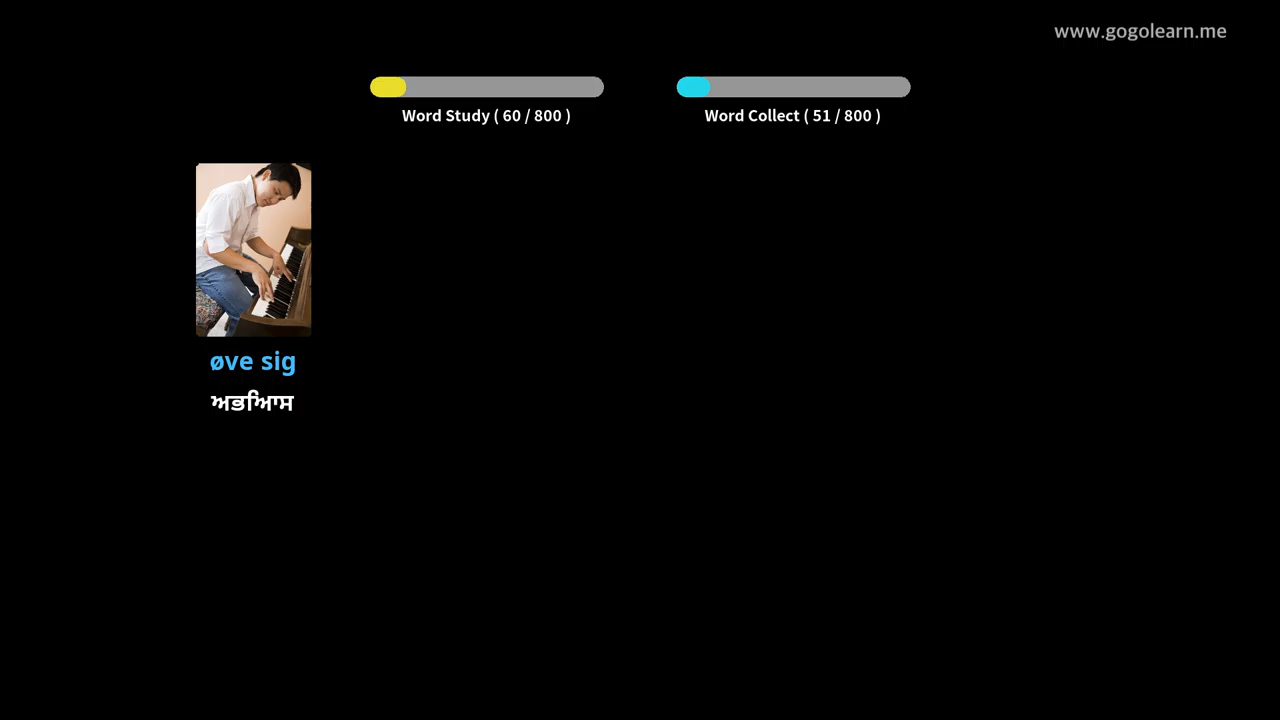 www.gogolearn.me
Word Study ( 60 / 800 )
Word Collect ( 51 / 800 )
øve sig
ਅਭਿਆਸ